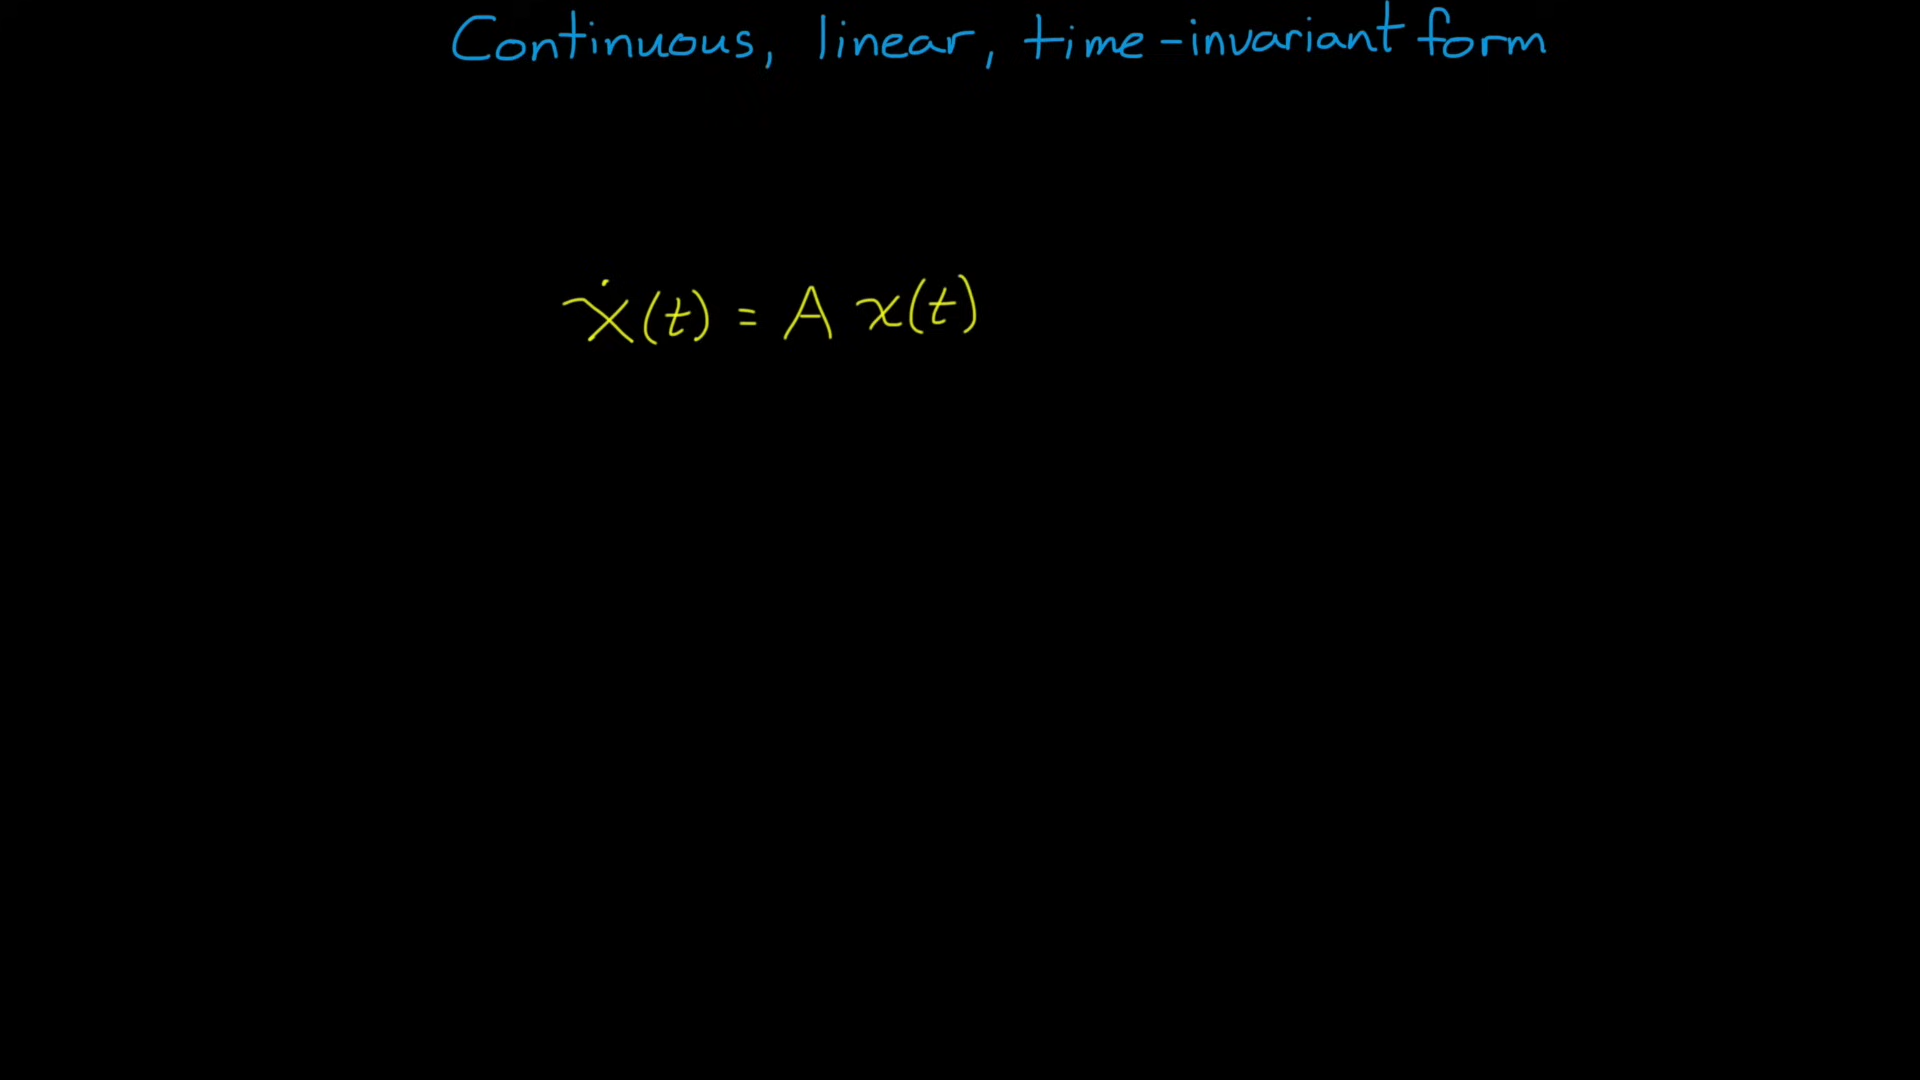 Continuous, linear, time-invariant form
ẋ(t) = A x(t)